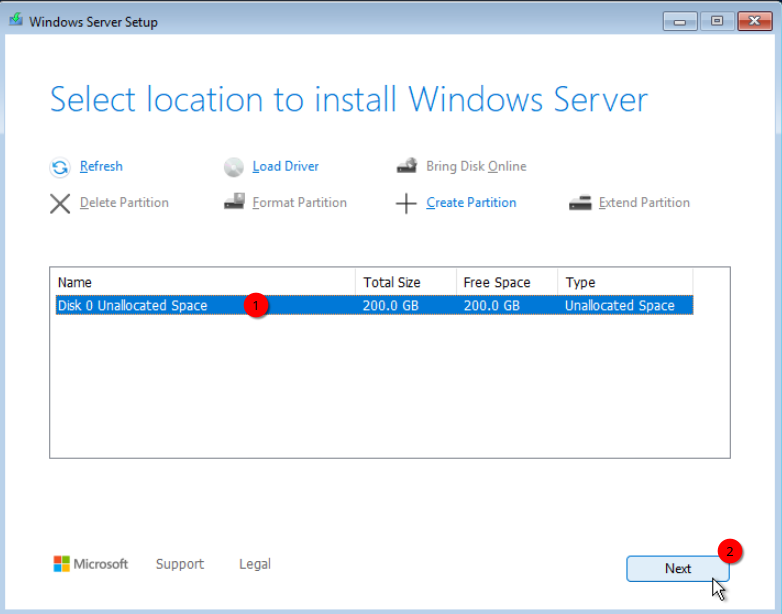 Windows Server Setup
Select location to install Windows Server
Refresh Load Driver Bring Disk Online
Delete Partition Format Partition Create Partition Extend Partition
Name Total Size Free Space Type
Disk 0 Unallocated Space 1 200.0 GB 200.0 GB Unallocated Space
2
Microsoft Support Legal Next